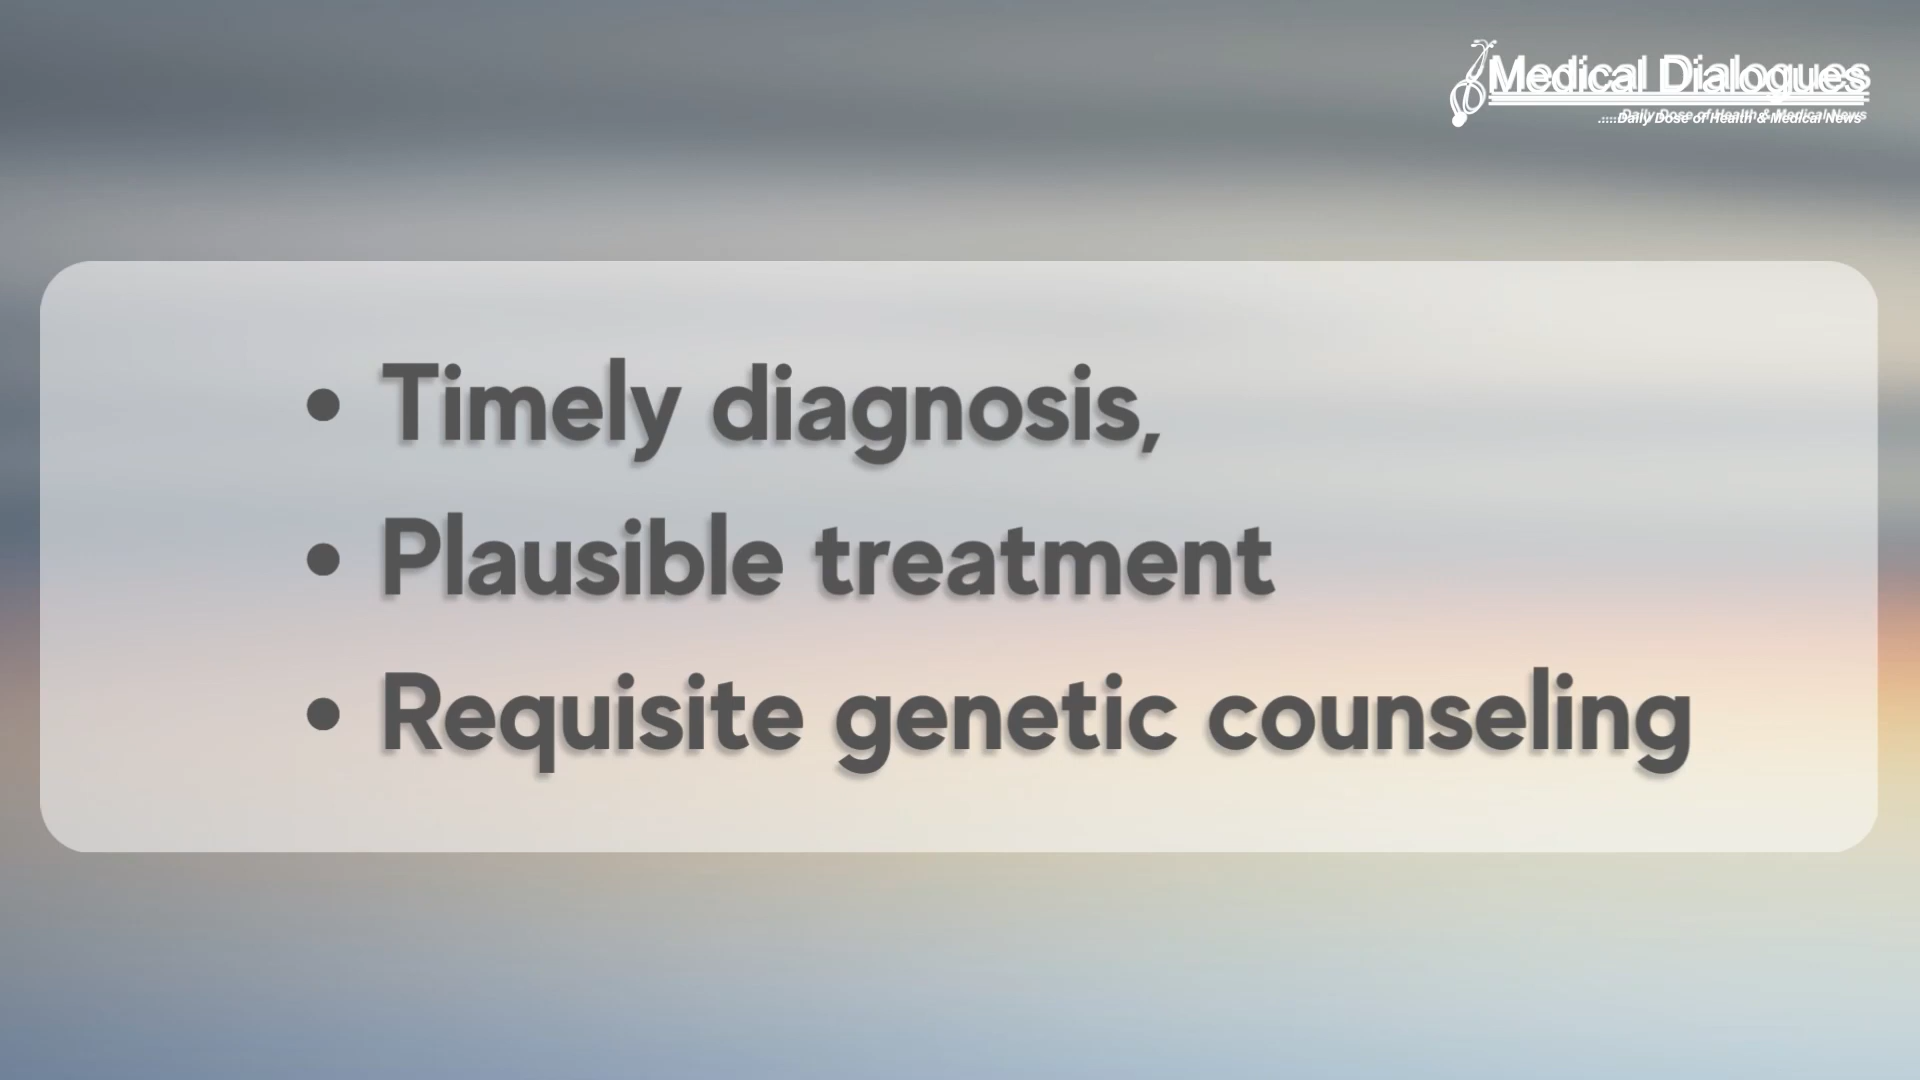 Medical Dialogues
.....Daily Dose of Health & Medical News
• Timely diagnosis,
• Plausible treatment
• Requisite genetic counseling